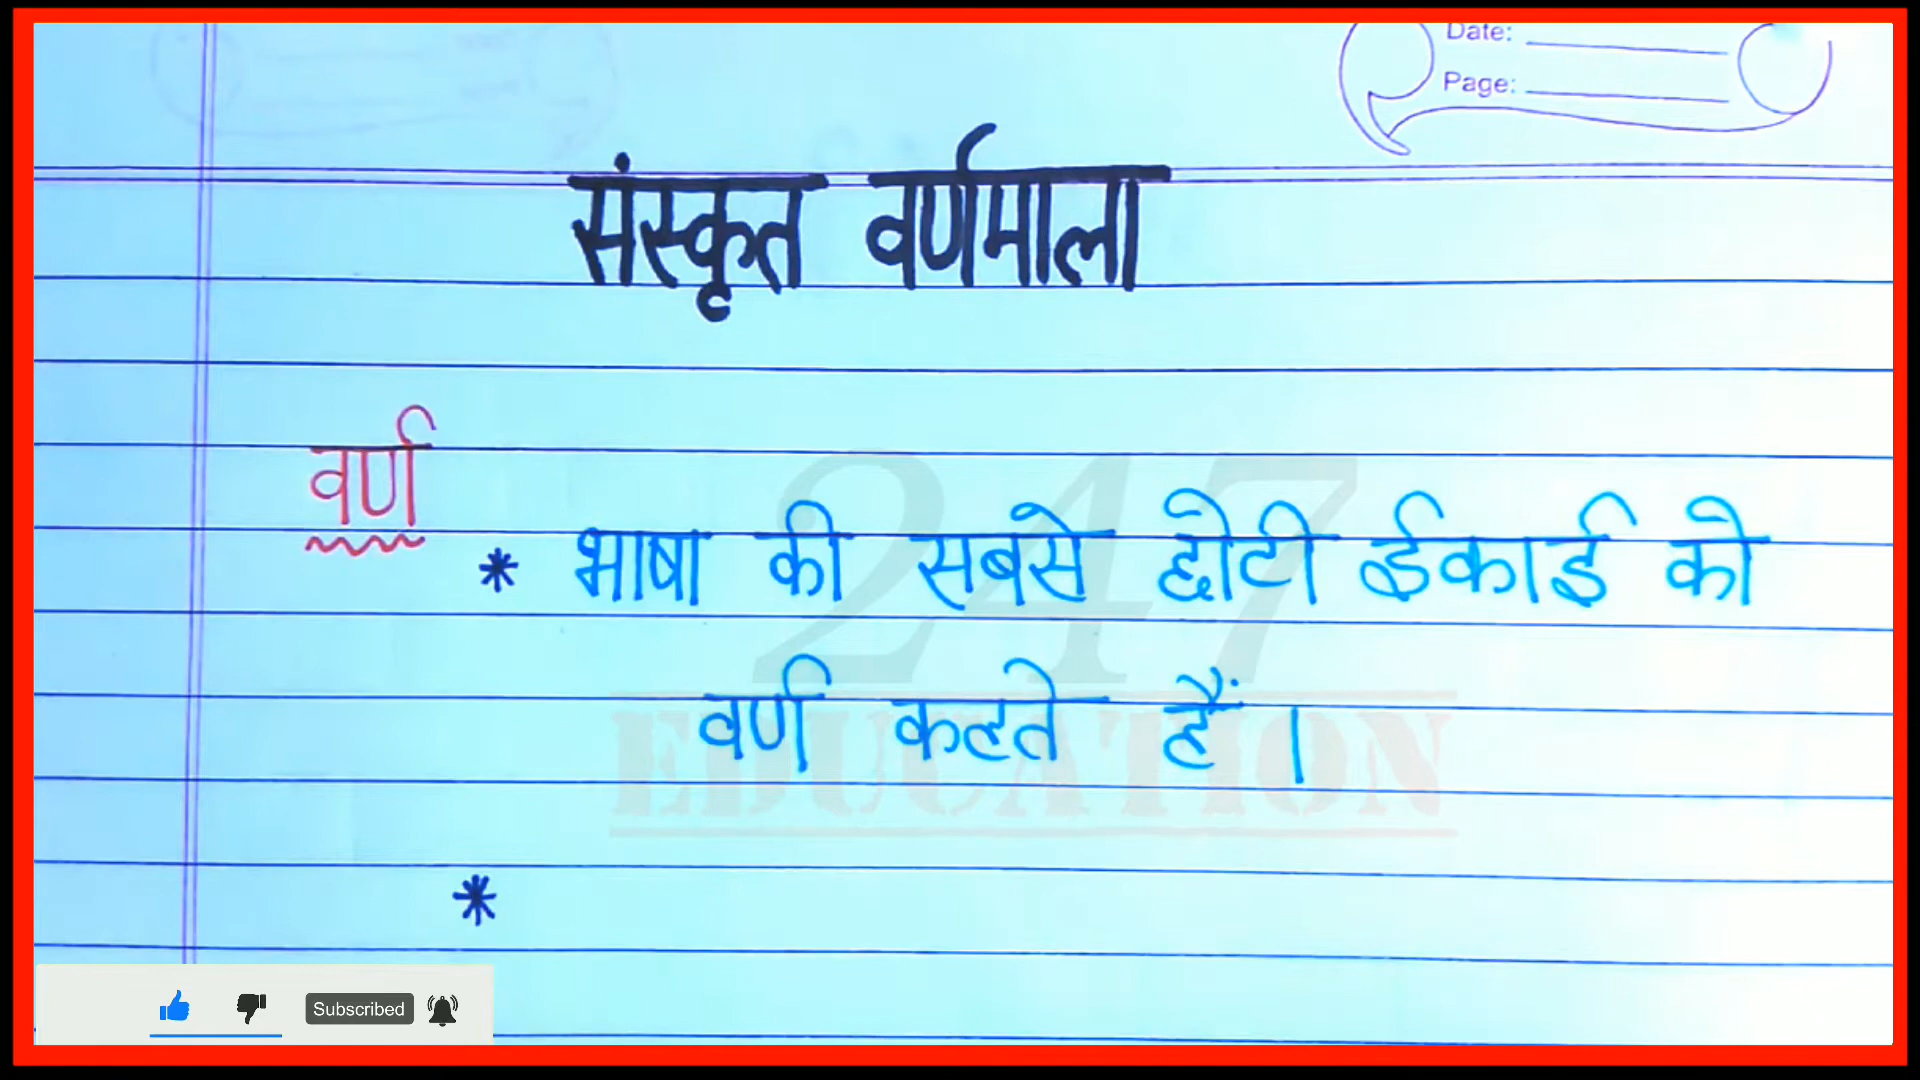 Date:
Page:
संस्कृत वर्णमाला
वर्ण
* भाषा की सबसे छोटी ईकाई को
वर्ण कहते हैं।
*
247
EDUCATION
Subscribed